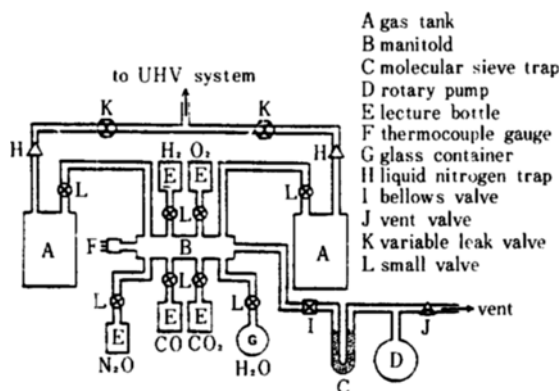 A gas tank
B manitold
C molecular sieve trap
D rotary pump
E lecture bottle
F thermocouple gauge
G glass container
H liquid nitrogen trap
I bellows valve
J vent valve
K variable leak valve
L small valve
to UHV system
K K
H H₂ O₂ H
L E E L
L L
A F B A
L L L L
E E E G I J vent
N₂O CO CO₂ H₂O D
C